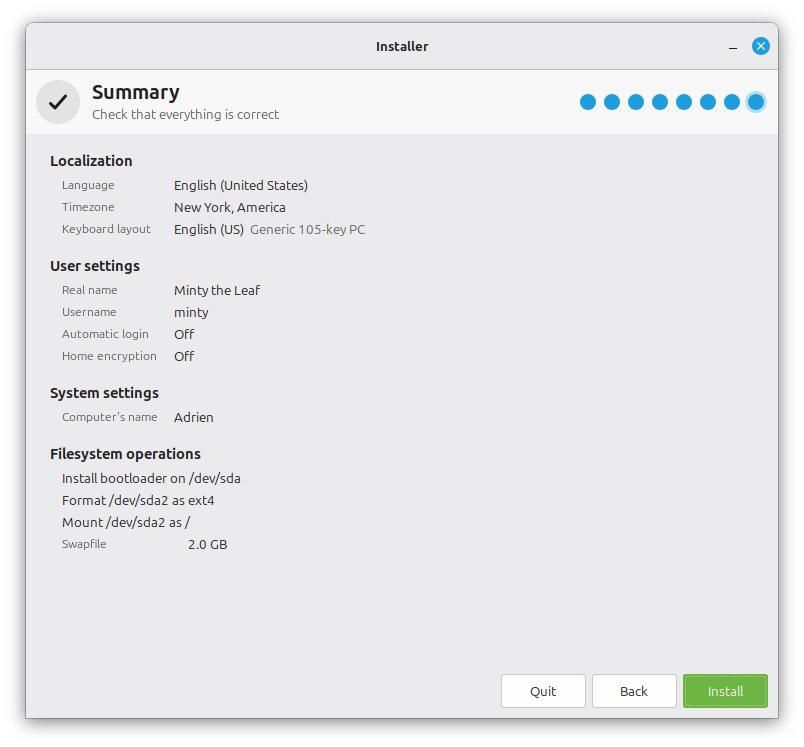 Installer
Summary
Check that everything is correct
Localization
Language English (United States)
Timezone New York, America
Keyboard layout English (US) Generic 105-key PC
User settings
Real name Minty the Leaf
Username minty
Automatic login Off
Home encryption Off
System settings
Computer's name Adrien
Filesystem operations
Install bootloader on /dev/sda
Format /dev/sda2 as ext4
Mount /dev/sda2 as /
Swapfile 2.0 GB
Quit Back Install